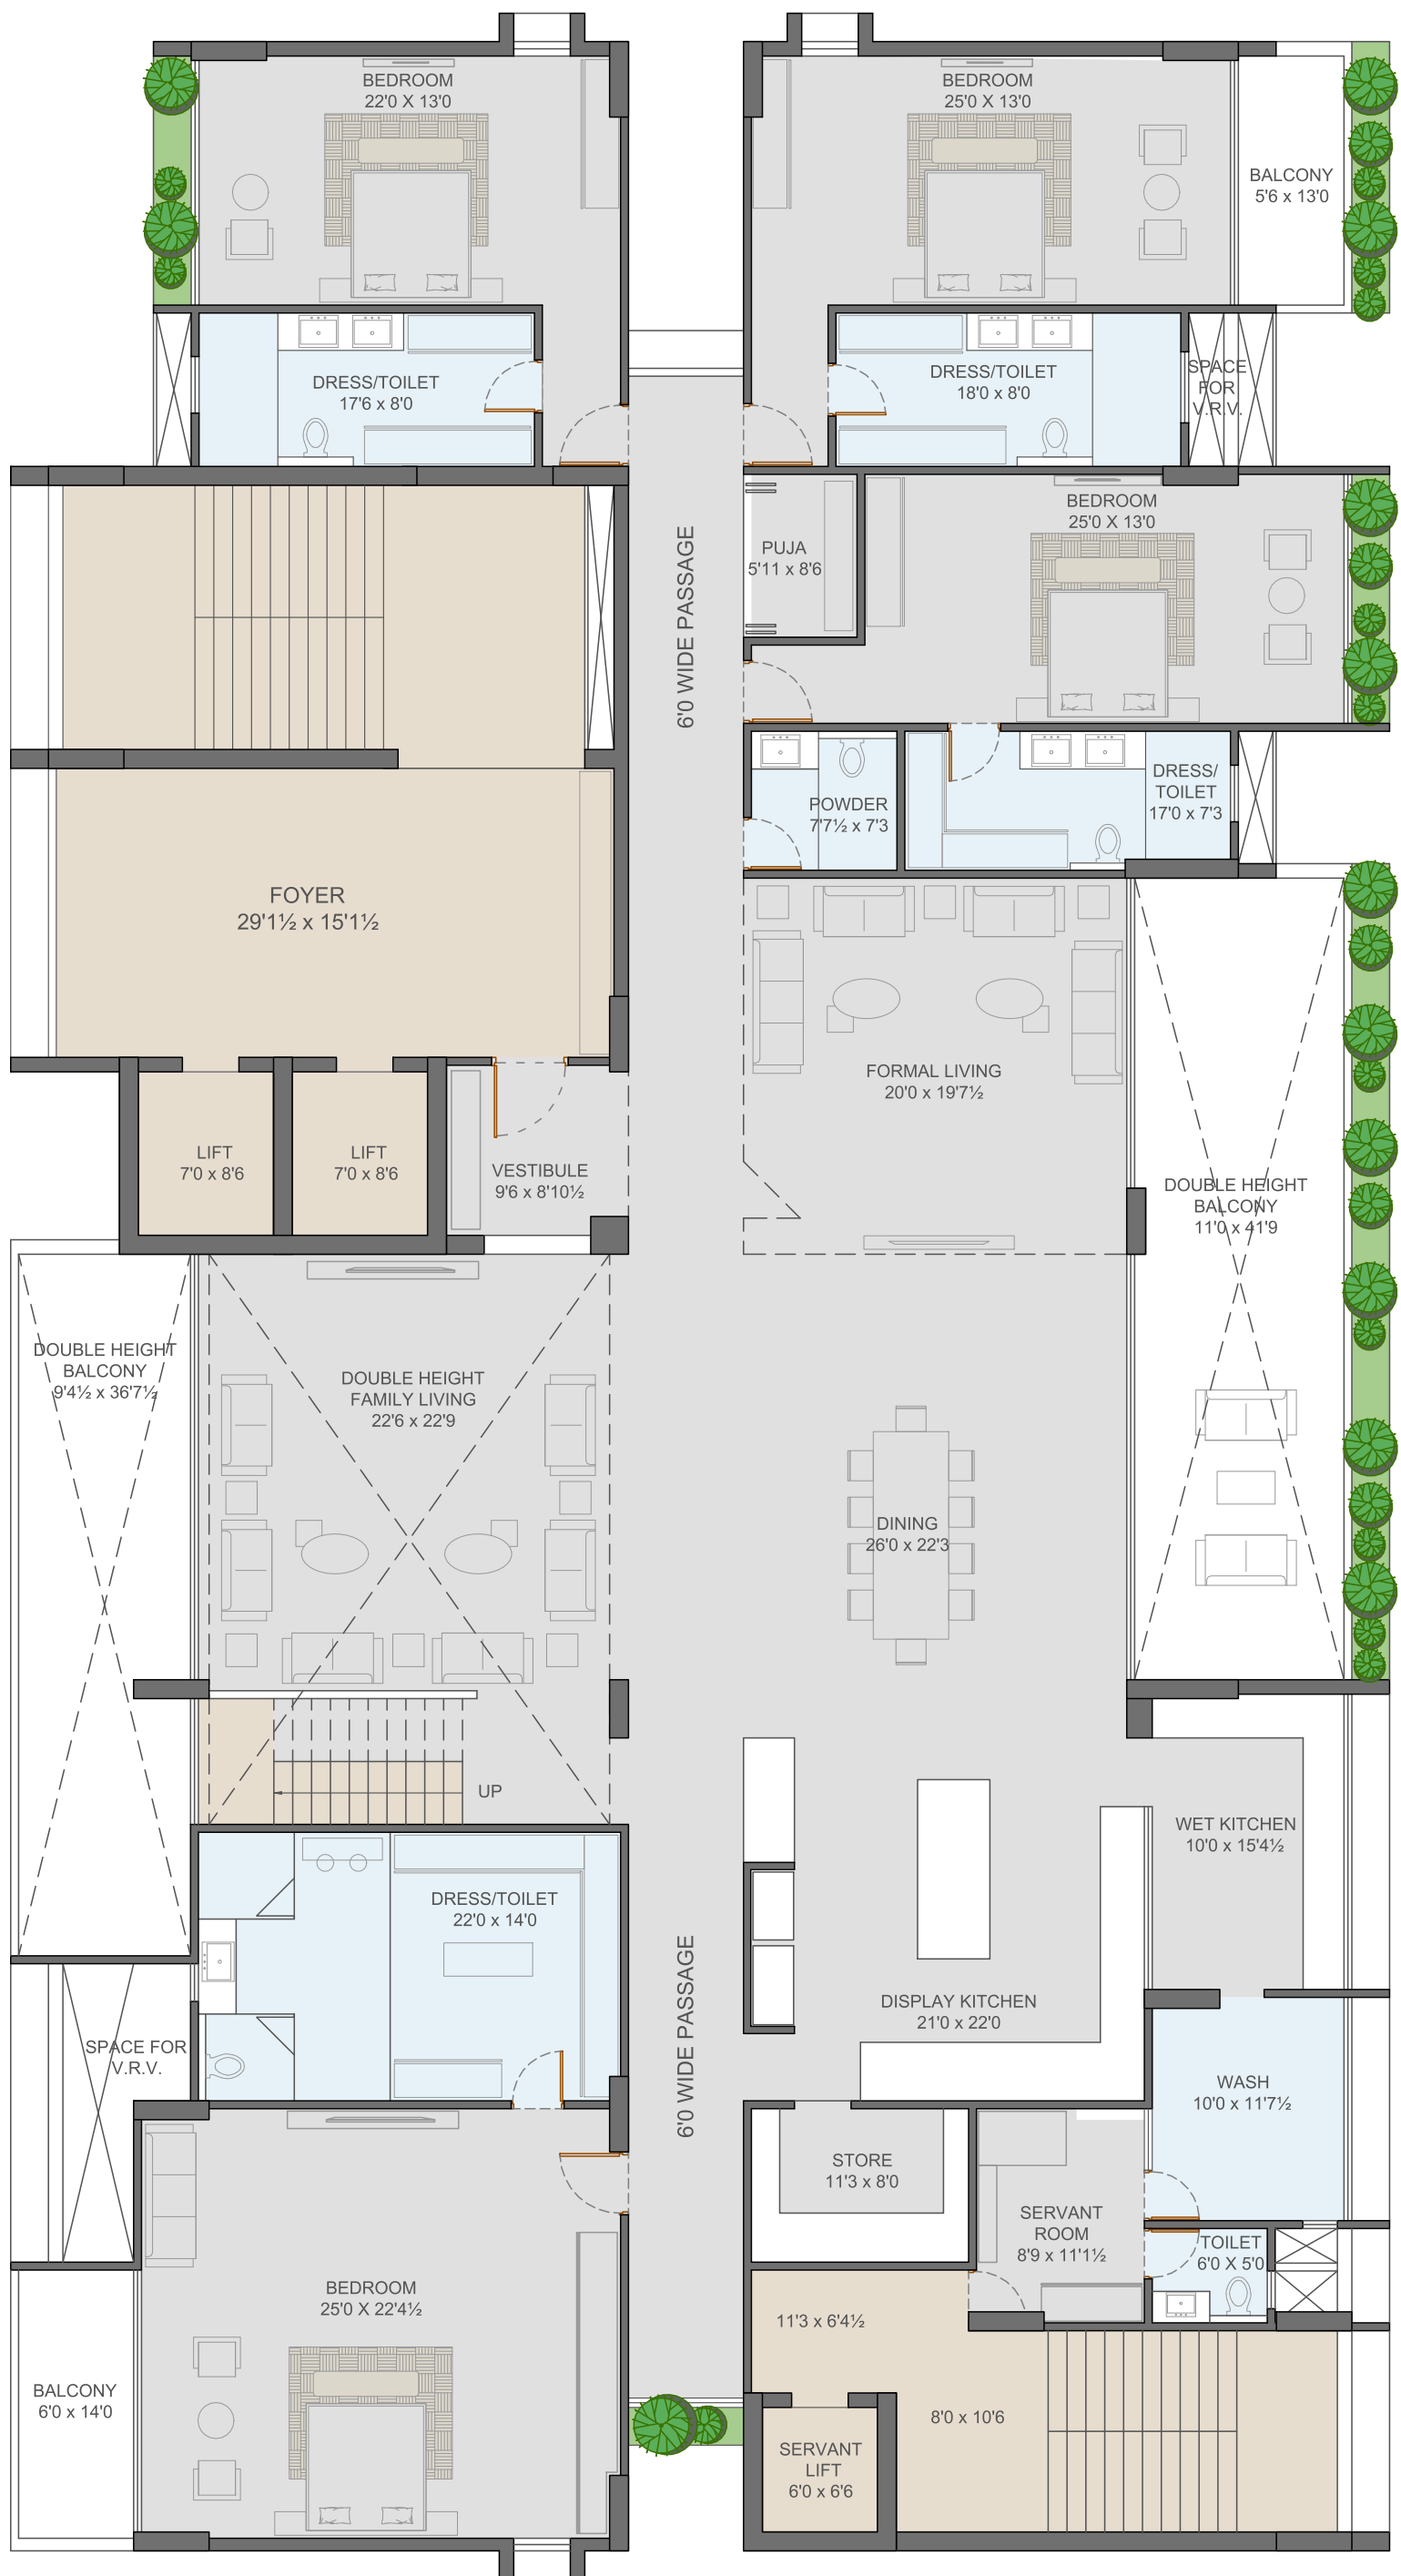 BEDROOM
22'0 X 13'0
BEDROOM
25'0 X 13'0
BALCONY
5'6 x 13'0
DRESS/TOILET
17'6 x 8'0
DRESS/TOILET
18'0 x 8'0
SPACE
FOR
V.R.V.
BEDROOM
25'0 X 13'0
PUJA
5'11 x 8'6
6'0 WIDE PASSAGE
POWDER
7'7½ x 7'3
DRESS/
TOILET
17'0 x 7'3
FOYER
29'1½ x 15'1½
FORMAL LIVING
20'0 x 19'7½
LIFT
7'0 x 8'6
LIFT
7'0 x 8'6
VESTIBULE
9'6 x 8'10½
DOUBLE HEIGHT
BALCONY
11'0 x 41'9
DOUBLE HEIGHT
BALCONY
9'4½ x 36'7½
DOUBLE HEIGHT
FAMILY LIVING
22'6 x 22'9
DINING
26'0 x 22'3
UP
WET KITCHEN
10'0 x 15'4½
DRESS/TOILET
22'0 x 14'0
6'0 WIDE PASSAGE
DISPLAY KITCHEN
21'0 x 22'0
SPACE FOR
V.R.V.
WASH
10'0 x 11'7½
STORE
11'3 x 8'0
SERVANT
ROOM
8'9 x 11'1½
TOILET
6'0 X 5'0
BEDROOM
25'0 X 22'4½
11'3 x 6'4½
BALCONY
6'0 x 14'0
8'0 x 10'6
SERVANT
LIFT
6'0 x 6'6